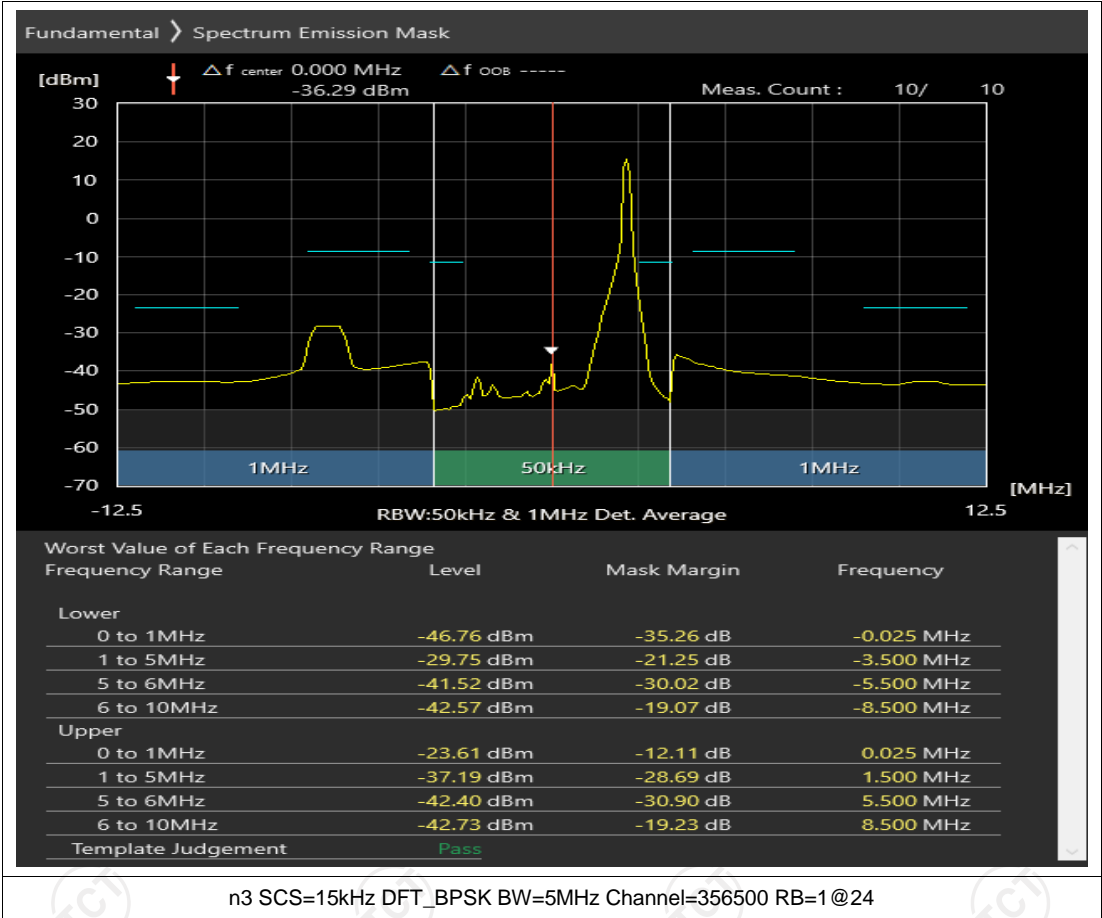 Fundamental ❯ Spectrum Emission Mask
[dBm] △f center 0.000 MHz △f OOB -----
-36.29 dBm Meas. Count : 10/ 10
30
20
10
0
-10
-20
-30
-40
-50
-60
1MHz 50kHz 1MHz
-70
[MHz]
-12.5 RBW:50kHz & 1MHz Det. Average 12.5
Worst Value of Each Frequency Range
Frequency Range Level Mask Margin Frequency
Lower
0 to 1MHz -46.76 dBm -35.26 dB -0.025 MHz
1 to 5MHz -29.75 dBm -21.25 dB -3.500 MHz
5 to 6MHz -41.52 dBm -30.02 dB -5.500 MHz
6 to 10MHz -42.57 dBm -19.07 dB -8.500 MHz
Upper
0 to 1MHz -23.61 dBm -12.11 dB 0.025 MHz
1 to 5MHz -37.19 dBm -28.69 dB 1.500 MHz
5 to 6MHz -42.40 dBm -30.90 dB 5.500 MHz
6 to 10MHz -42.73 dBm -19.23 dB 8.500 MHz
Template Judgement Pass
n3 SCS=15kHz DFT_BPSK BW=5MHz Channel=356500 RB=1@24
TCT TCT TCT TCT